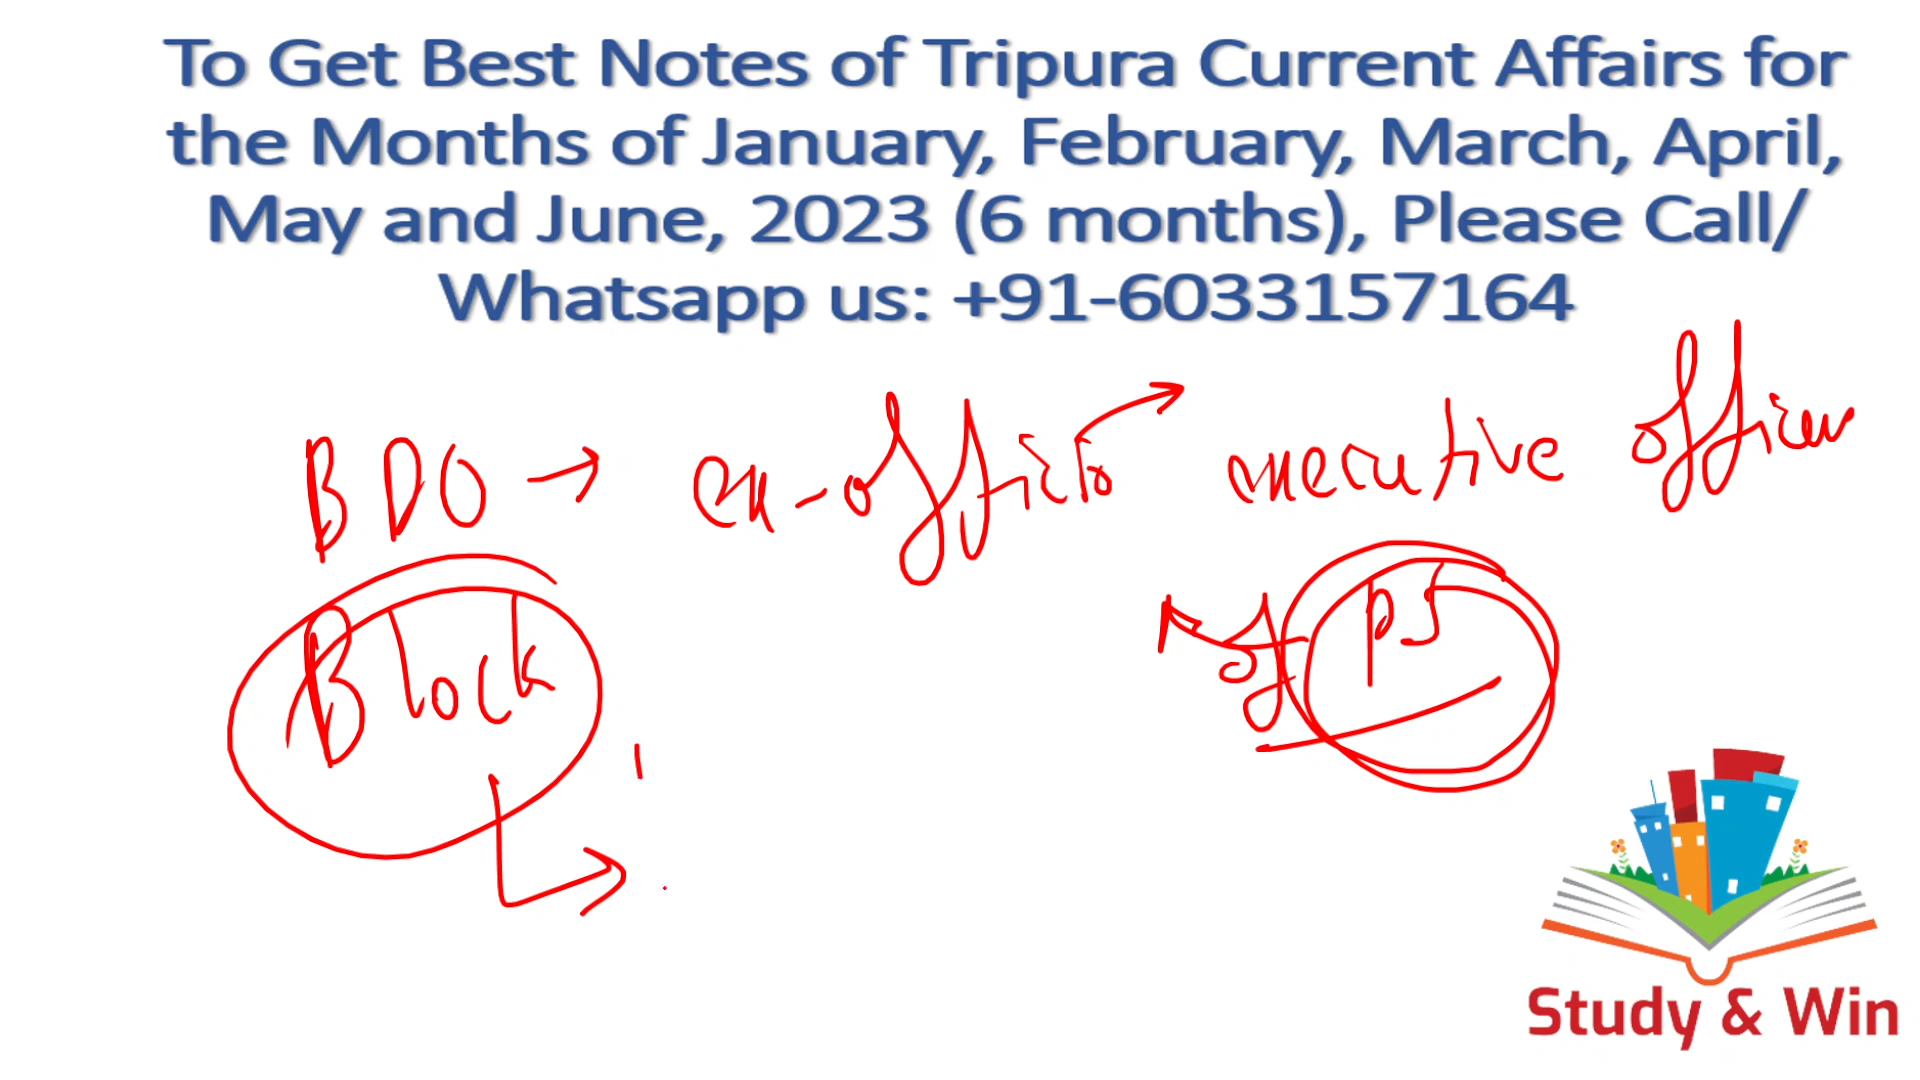 To Get Best Notes of Tripura Current Affairs for
the Months of January, February, March, April,
May and June, 2023 (6 months), Please Call/
Whatsapp us: +91-6033157164
BDO → ex-officio executive officer
of PS
Block
Study & Win